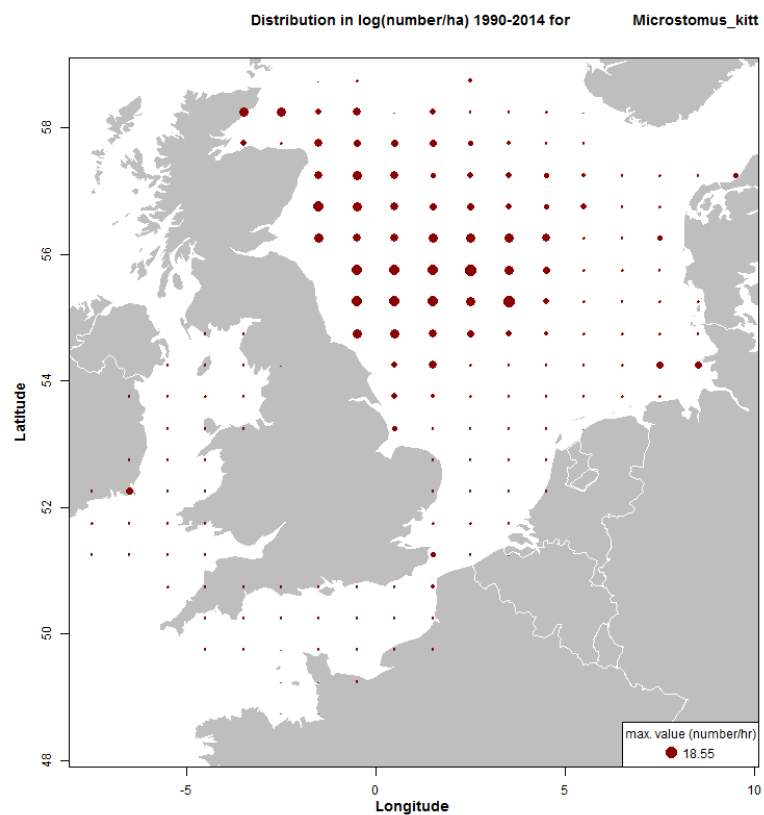 Distribution in log(number/ha) 1990-2014 for Microstomus_kitt
58
56
54
52
50
48
Latitude
-5
0
5
10
Longitude
max. value (number/hr)
18.55